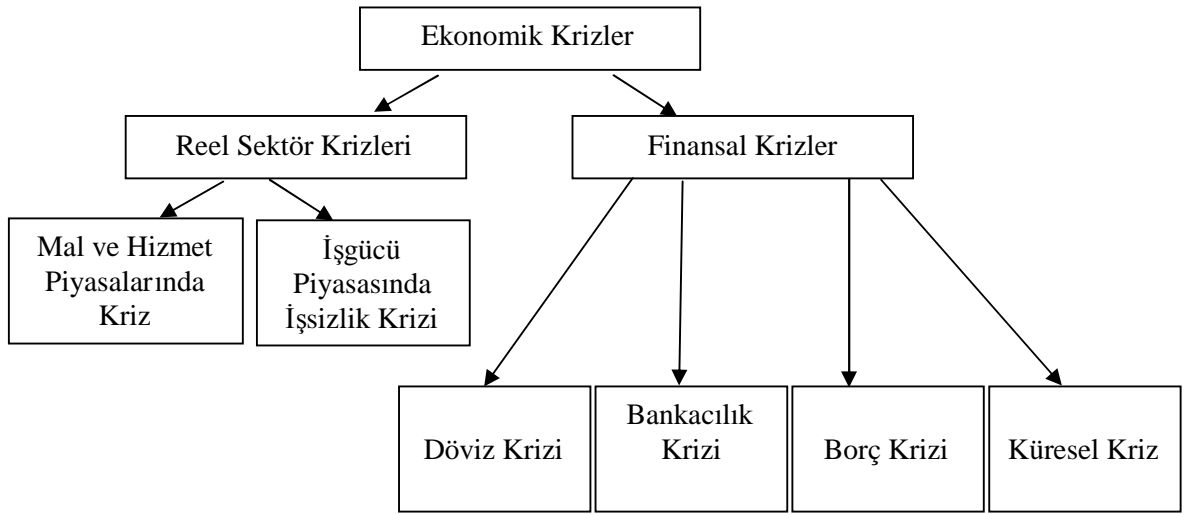 Ekonomik Krizler
Reel Sektör Krizleri
Finansal Krizler
Mal ve Hizmet
Piyasalarında
Kriz
İşgücü
Piyasasında
İşsizlik Krizi
Döviz Krizi
Bankacılık
Krizi
Borç Krizi
Küresel Kriz